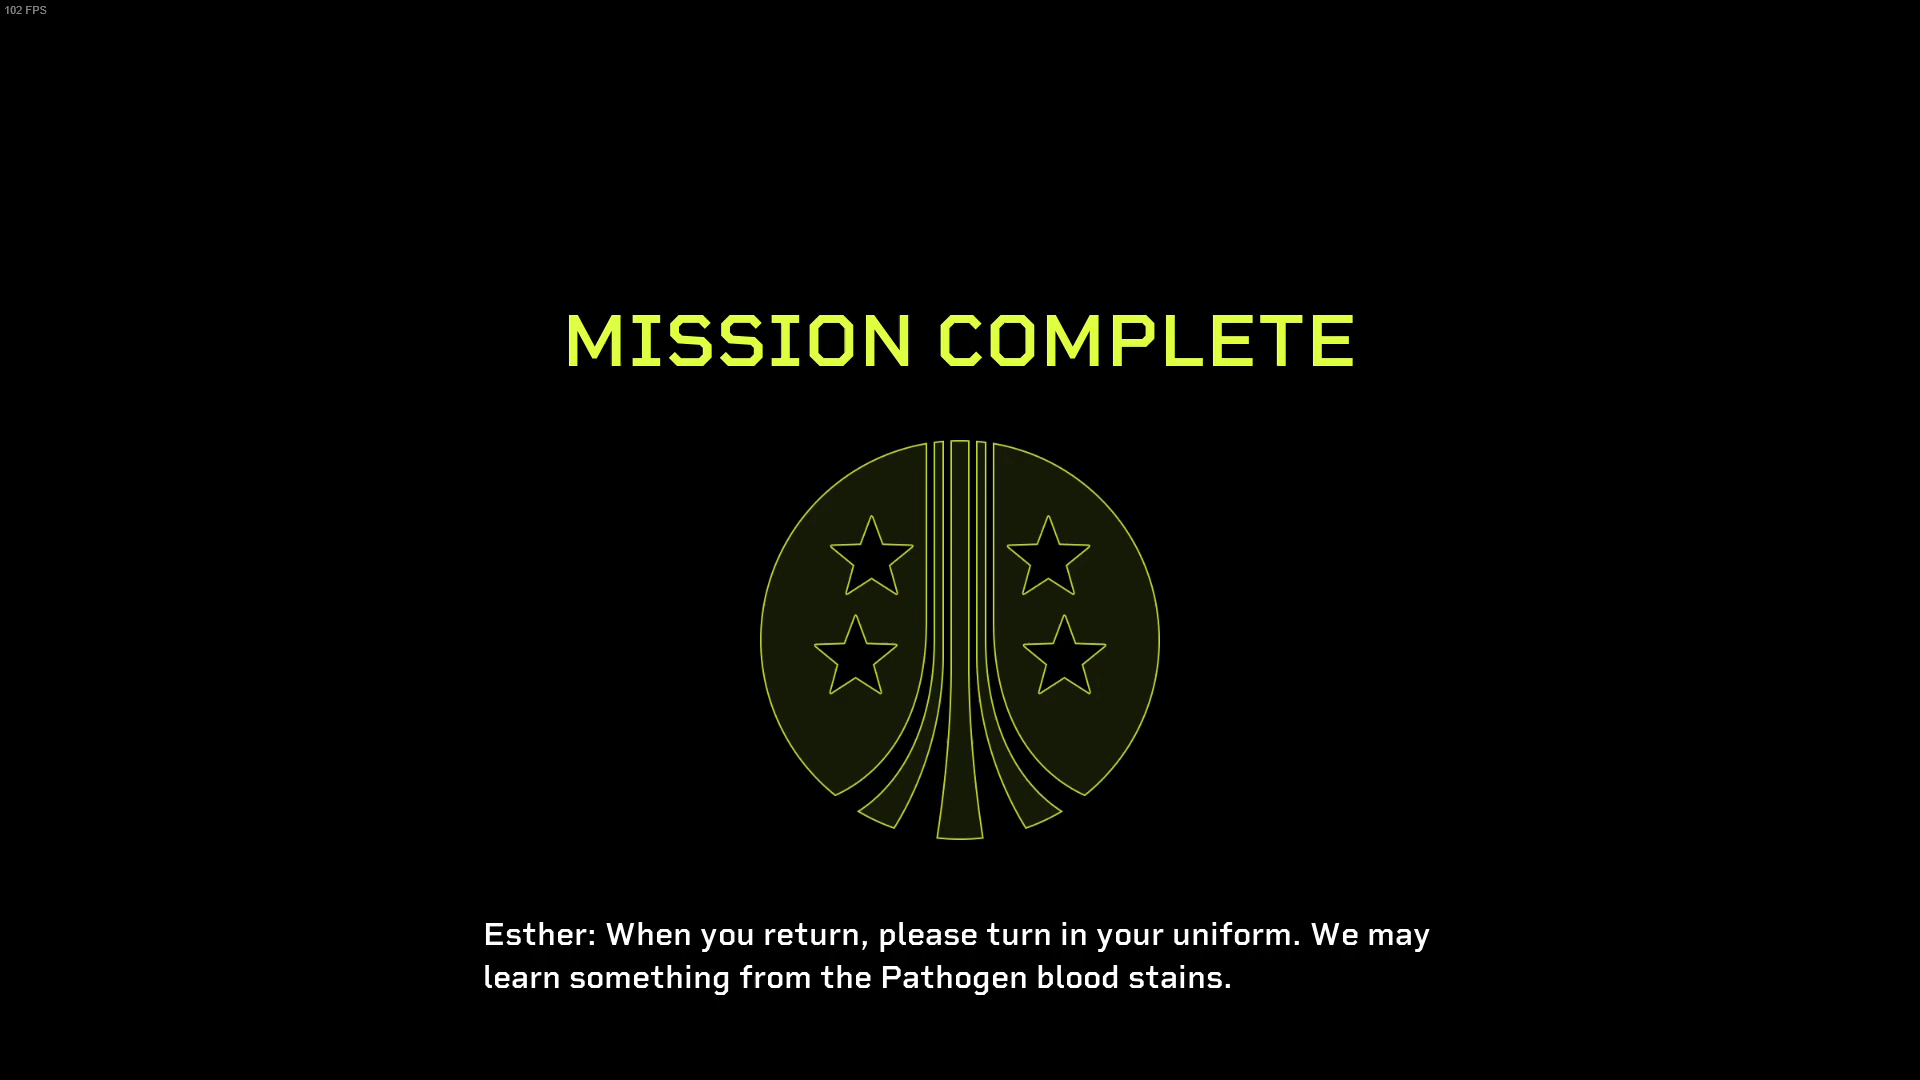 102 FPS
MISSION COMPLETE
Esther: When you return, please turn in your uniform. We may
learn something from the Pathogen blood stains.